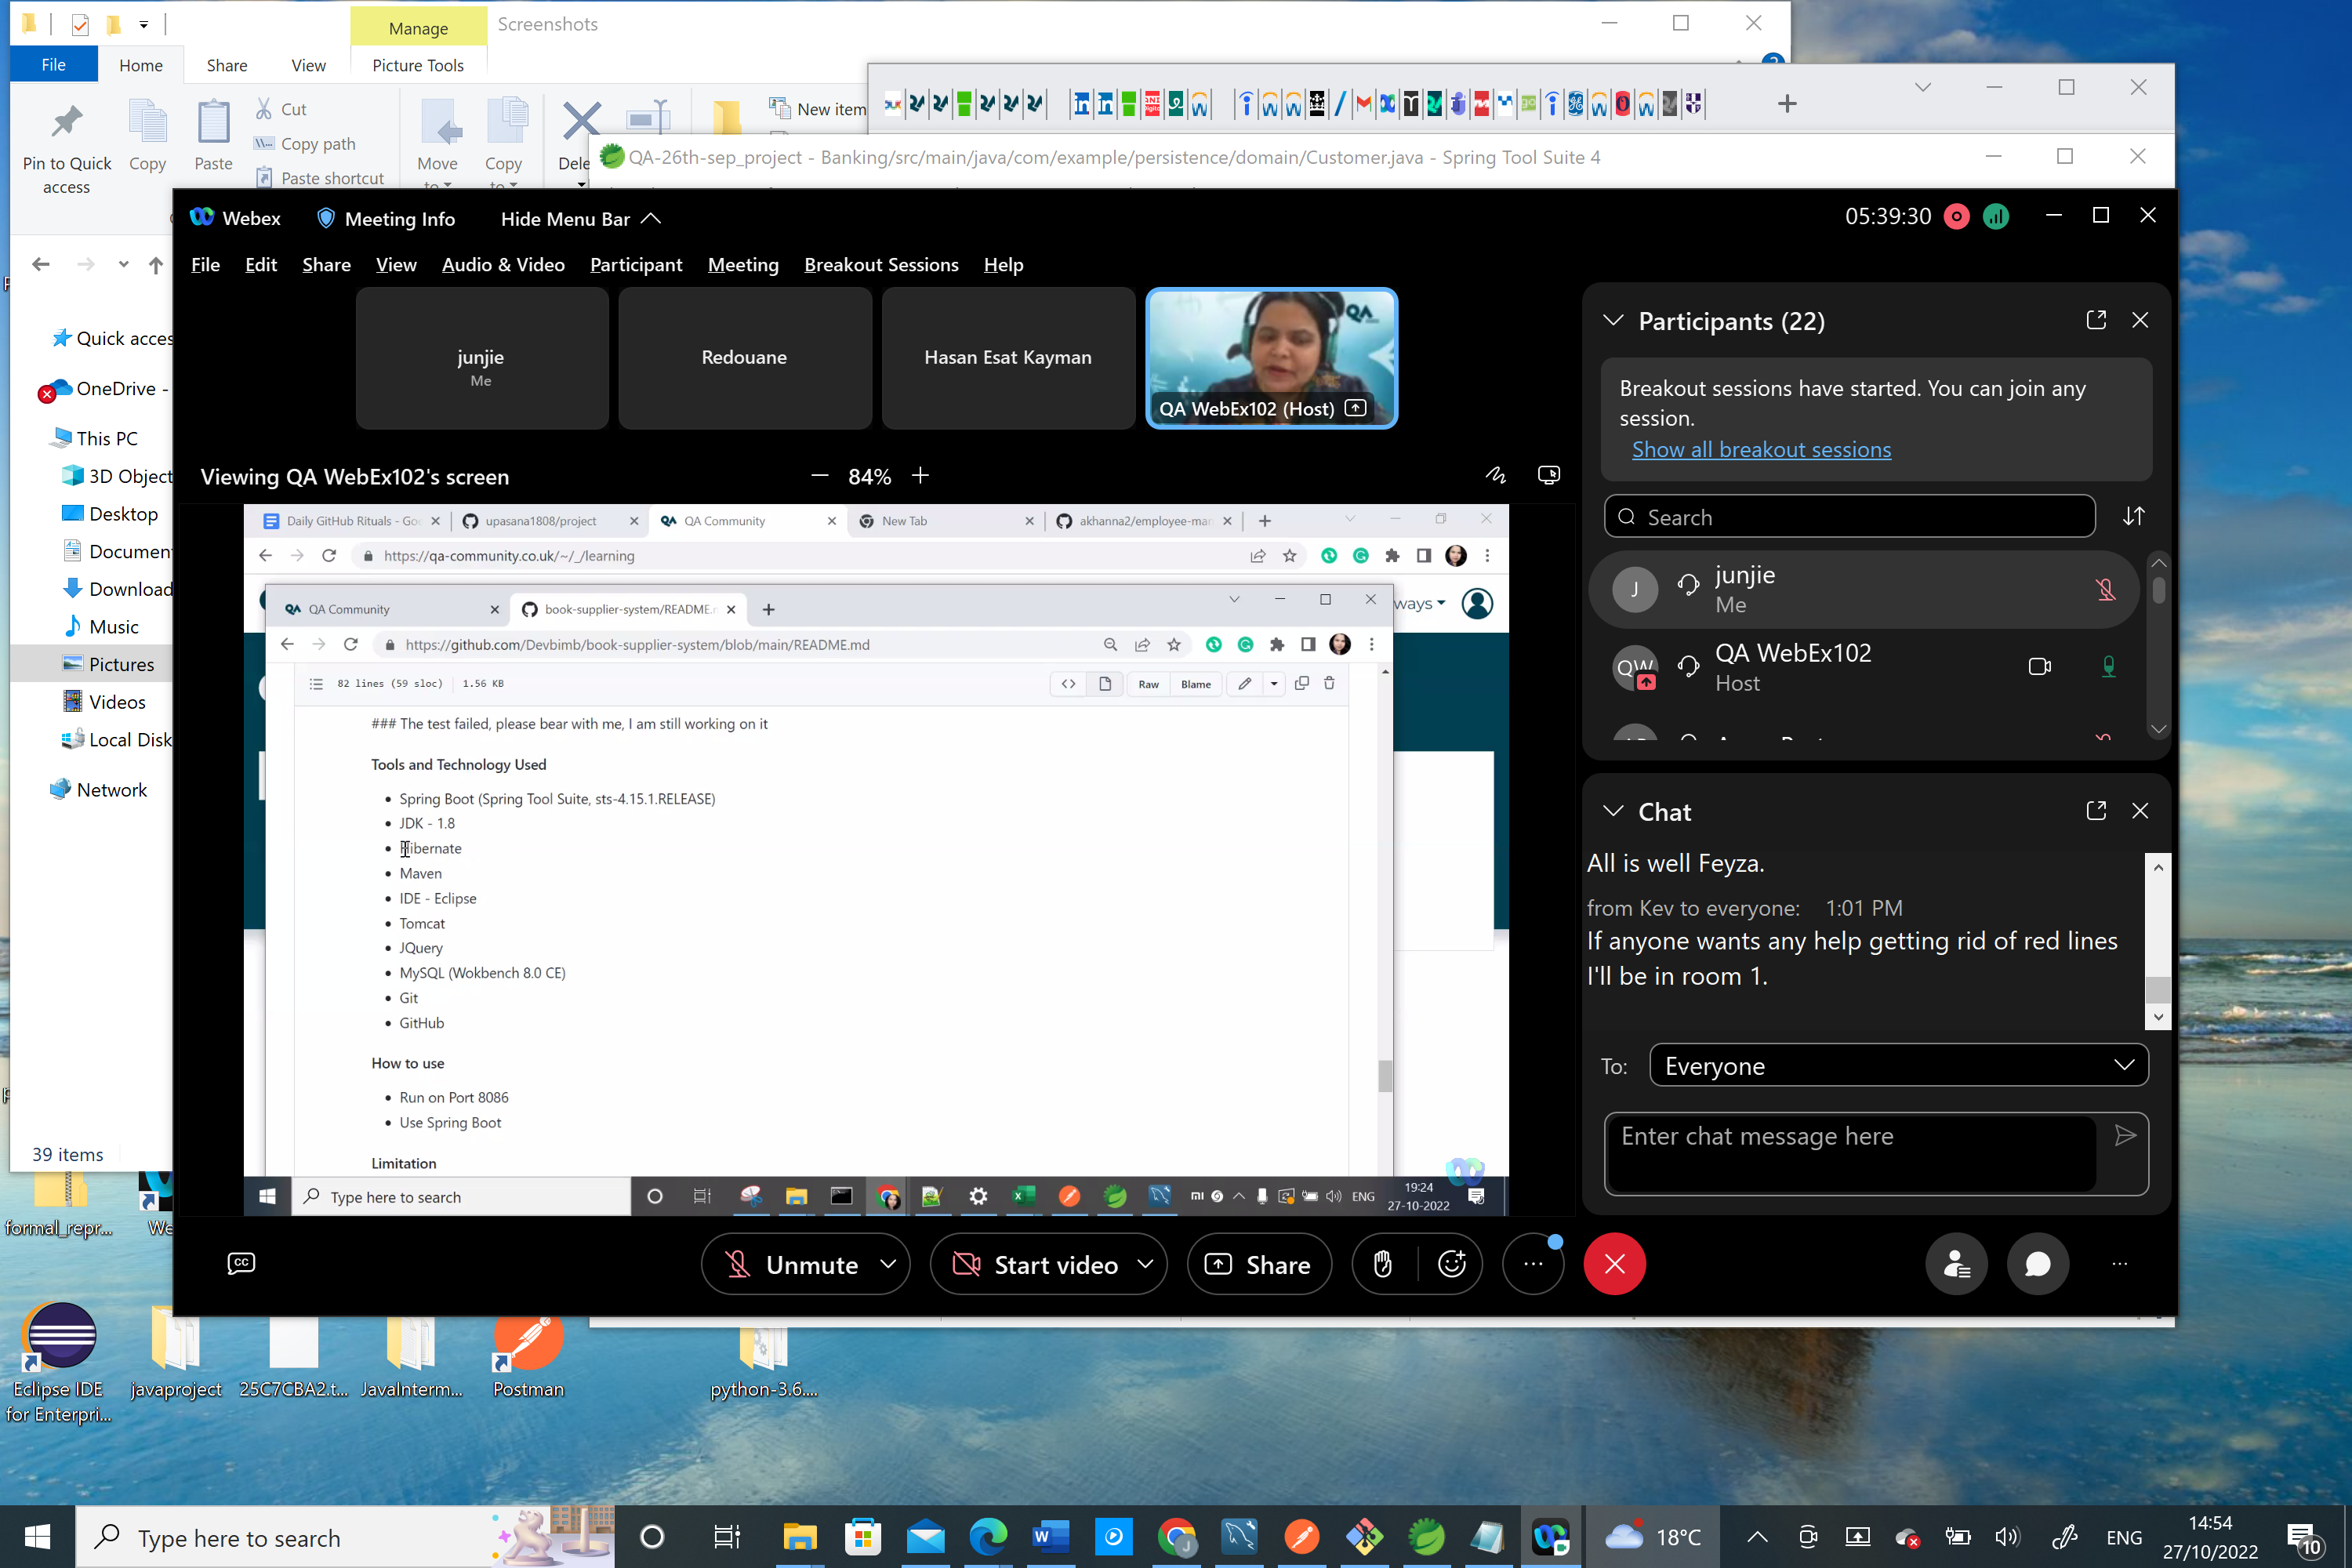 Manage
Screenshots
File
Home
Share
View
Picture Tools
Cut
Copy path
Paste shortcut
Pin to Quick
access
Copy
Paste
Move
to
Copy
to
New item
QA-26th-sep_project - Banking/src/main/java/com/example/persistence/domain/Customer.java - Spring Tool Suite 4
Webex
Meeting Info
Hide Menu Bar
05:39:30
File
Edit
Share
View
Audio & Video
Participant
Meeting
Breakout Sessions
Help
Quick
OneDrive -
This PC
Desktop
Music
Pictures
Videos
Local Disk
Network
39 items
junjie
Me
Redouane
Hasan Esat Kayman
QA
QA WebEx102 (Host)
Viewing QA WebEx102's screen
84%
Daily GitHub Rituals -
upasana1808/project
QA Community
New Tab
https://qa-community.co.uk/~/_/learning
QA Community
book-supplier-system/README.
https://github.com/Devbimb/book-supplier-system/blob/main/README.md
82 lines (59 sloc)
1.56 KB
Raw
Blame
### The test failed, please bear with me, I am still working on it
Tools and Technology Used
Spring Boot (Spring Tool Suite, sts-4.15.1.RELEASE)
JDK - 1.8
Hibernate
Maven
IDE - Eclipse
Tomcat
JQuery
MySQL (Wokbench 8.0 CE)
Git
GitHub
How to use
Run on Port 8086
Use Spring Boot
Limitation
Type here to search
ENG
19:24
27-10-2022
Participants (22)
Breakout sessions have started. You can join any
session.
Show all breakout sessions
Search
J
junjie
Me
QW
QA WebEx102
Host
Chat
All is well Feyza.
from Kev to everyone: 1:01 PM
If anyone wants any help getting rid of red lines
I'll be in room 1.
To:
Everyone
Enter chat message here
CC
Unmute
Start video
Share
formal_repr...
Eclipse IDE
for Enterpri...
javaproject
25C7CBA2.t...
JavaInterm...
Postman
python-3.6....
Type here to search
18°C
ENG
14:54
27/10/2022
10